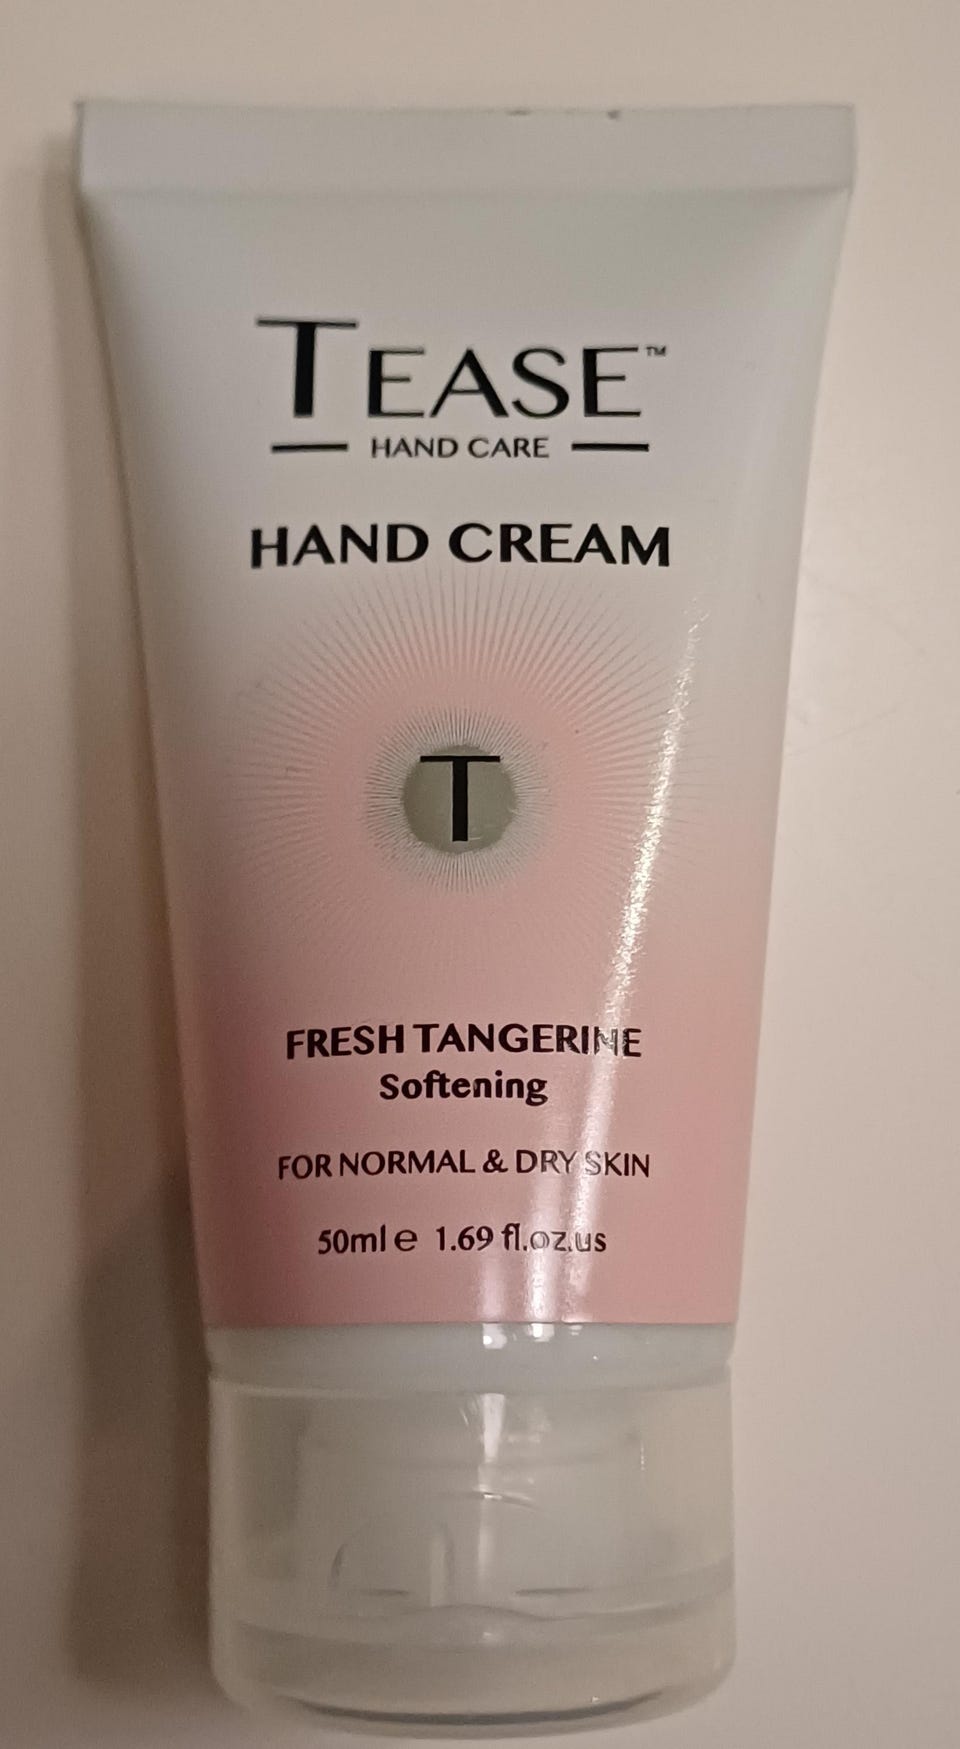 TEASE™
HAND CARE
HAND CREAM
T
FRESH TANGERINE
Softening
FOR NORMAL & DRY SKIN
50ml e 1.69 fl.oz.us